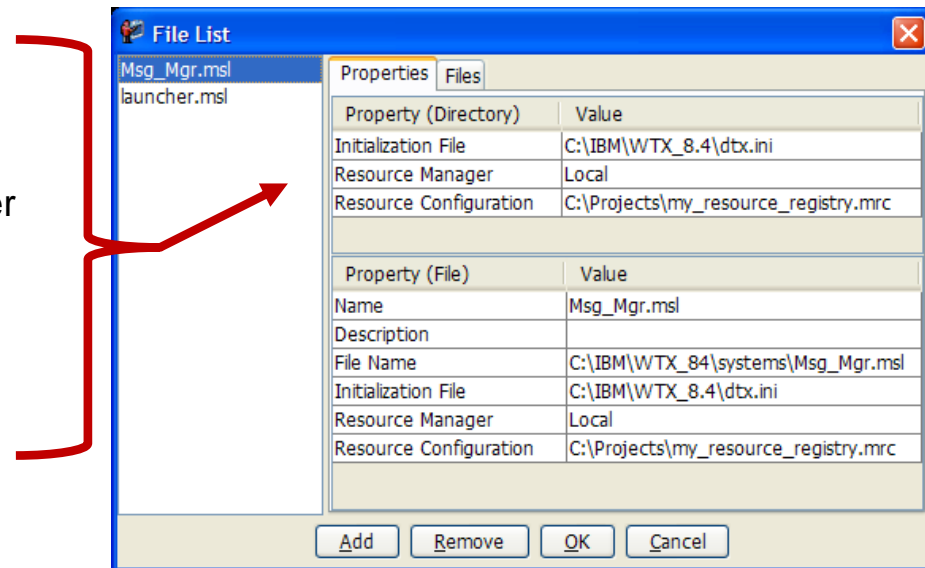 File List
Msg_Mgr.msl
launcher.msl
er
Properties Files
Property (Directory) Value
Initialization File C:\IBM\WTX_8.4\dtx.ini
Resource Manager Local
Resource Configuration C:\Projects\my_resource_registry.mrc
Property (File) Value
Name Msg_Mgr.msl
Description
File Name C:\IBM\WTX_84\systems\Msg_Mgr.msl
Initialization File C:\IBM\WTX_8.4\dtx.ini
Resource Manager Local
Resource Configuration C:\Projects\my_resource_registry.mrc
Add Remove OK Cancel